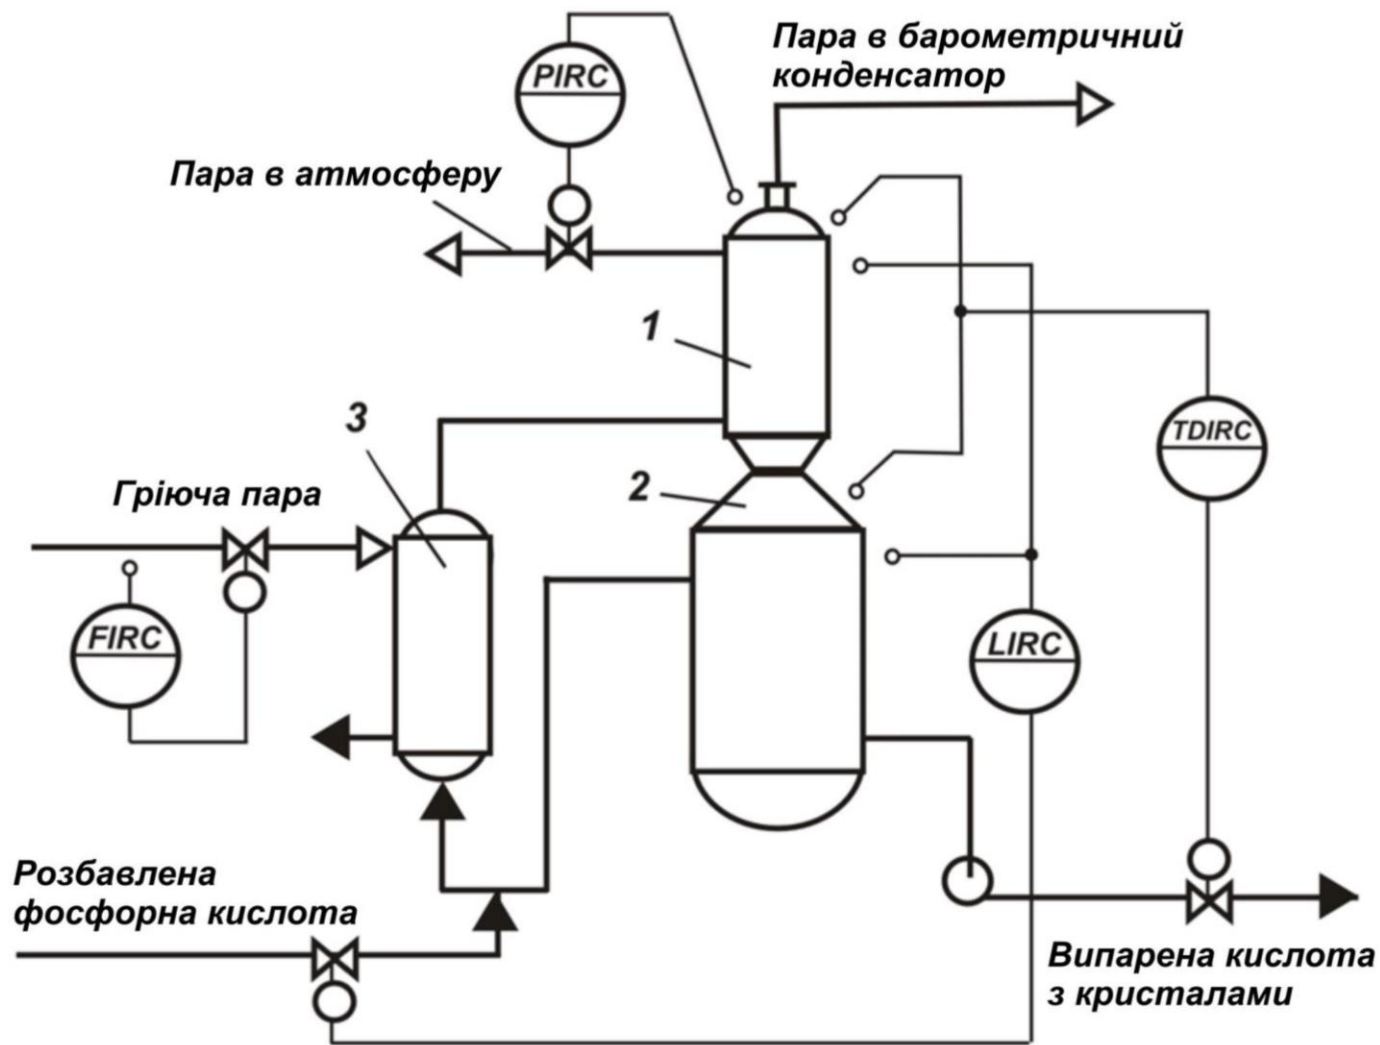 PIRC
Пара в барометричний
конденсатор
Пара в атмосферу
1
3
TDIRC
2
Гріюча пара
FIRC
LIRC
Розбавлена
фосфорна кислота
Випарена кислота
з кристалами